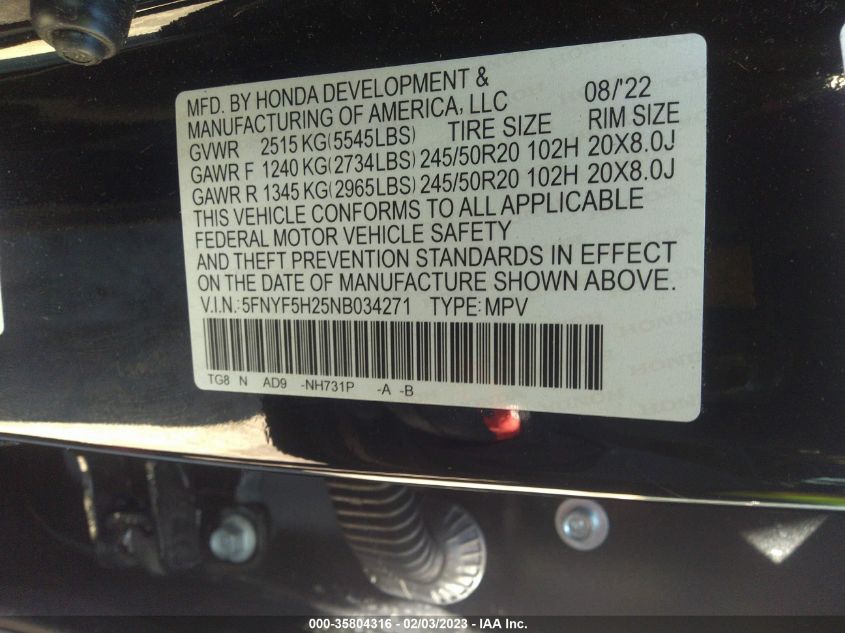 MFD. BY HONDA DEVELOPMENT &
MANUFACTURING OF AMERICA, LLC 08/'22
GVWR 2515 KG(5545LBS) TIRE SIZE RIM SIZE
GAWR F 1240 KG(2734LBS) 245/50R20 102H 20X8.0J
GAWR R 1345 KG(2965LBS) 245/50R20 102H 20X8.0J
THIS VEHICLE CONFORMS TO ALL APPLICABLE
FEDERAL MOTOR VEHICLE SAFETY
AND THEFT PREVENTION STANDARDS IN EFFECT
ON THE DATE OF MANUFACTURE SHOWN ABOVE.
V.I.N.: 5FNYF5H25NB034271 TYPE: MPV
TG8 N AD9 -NH731P -A -B
000-35804316 - 02/03/2023 - IAA Inc.